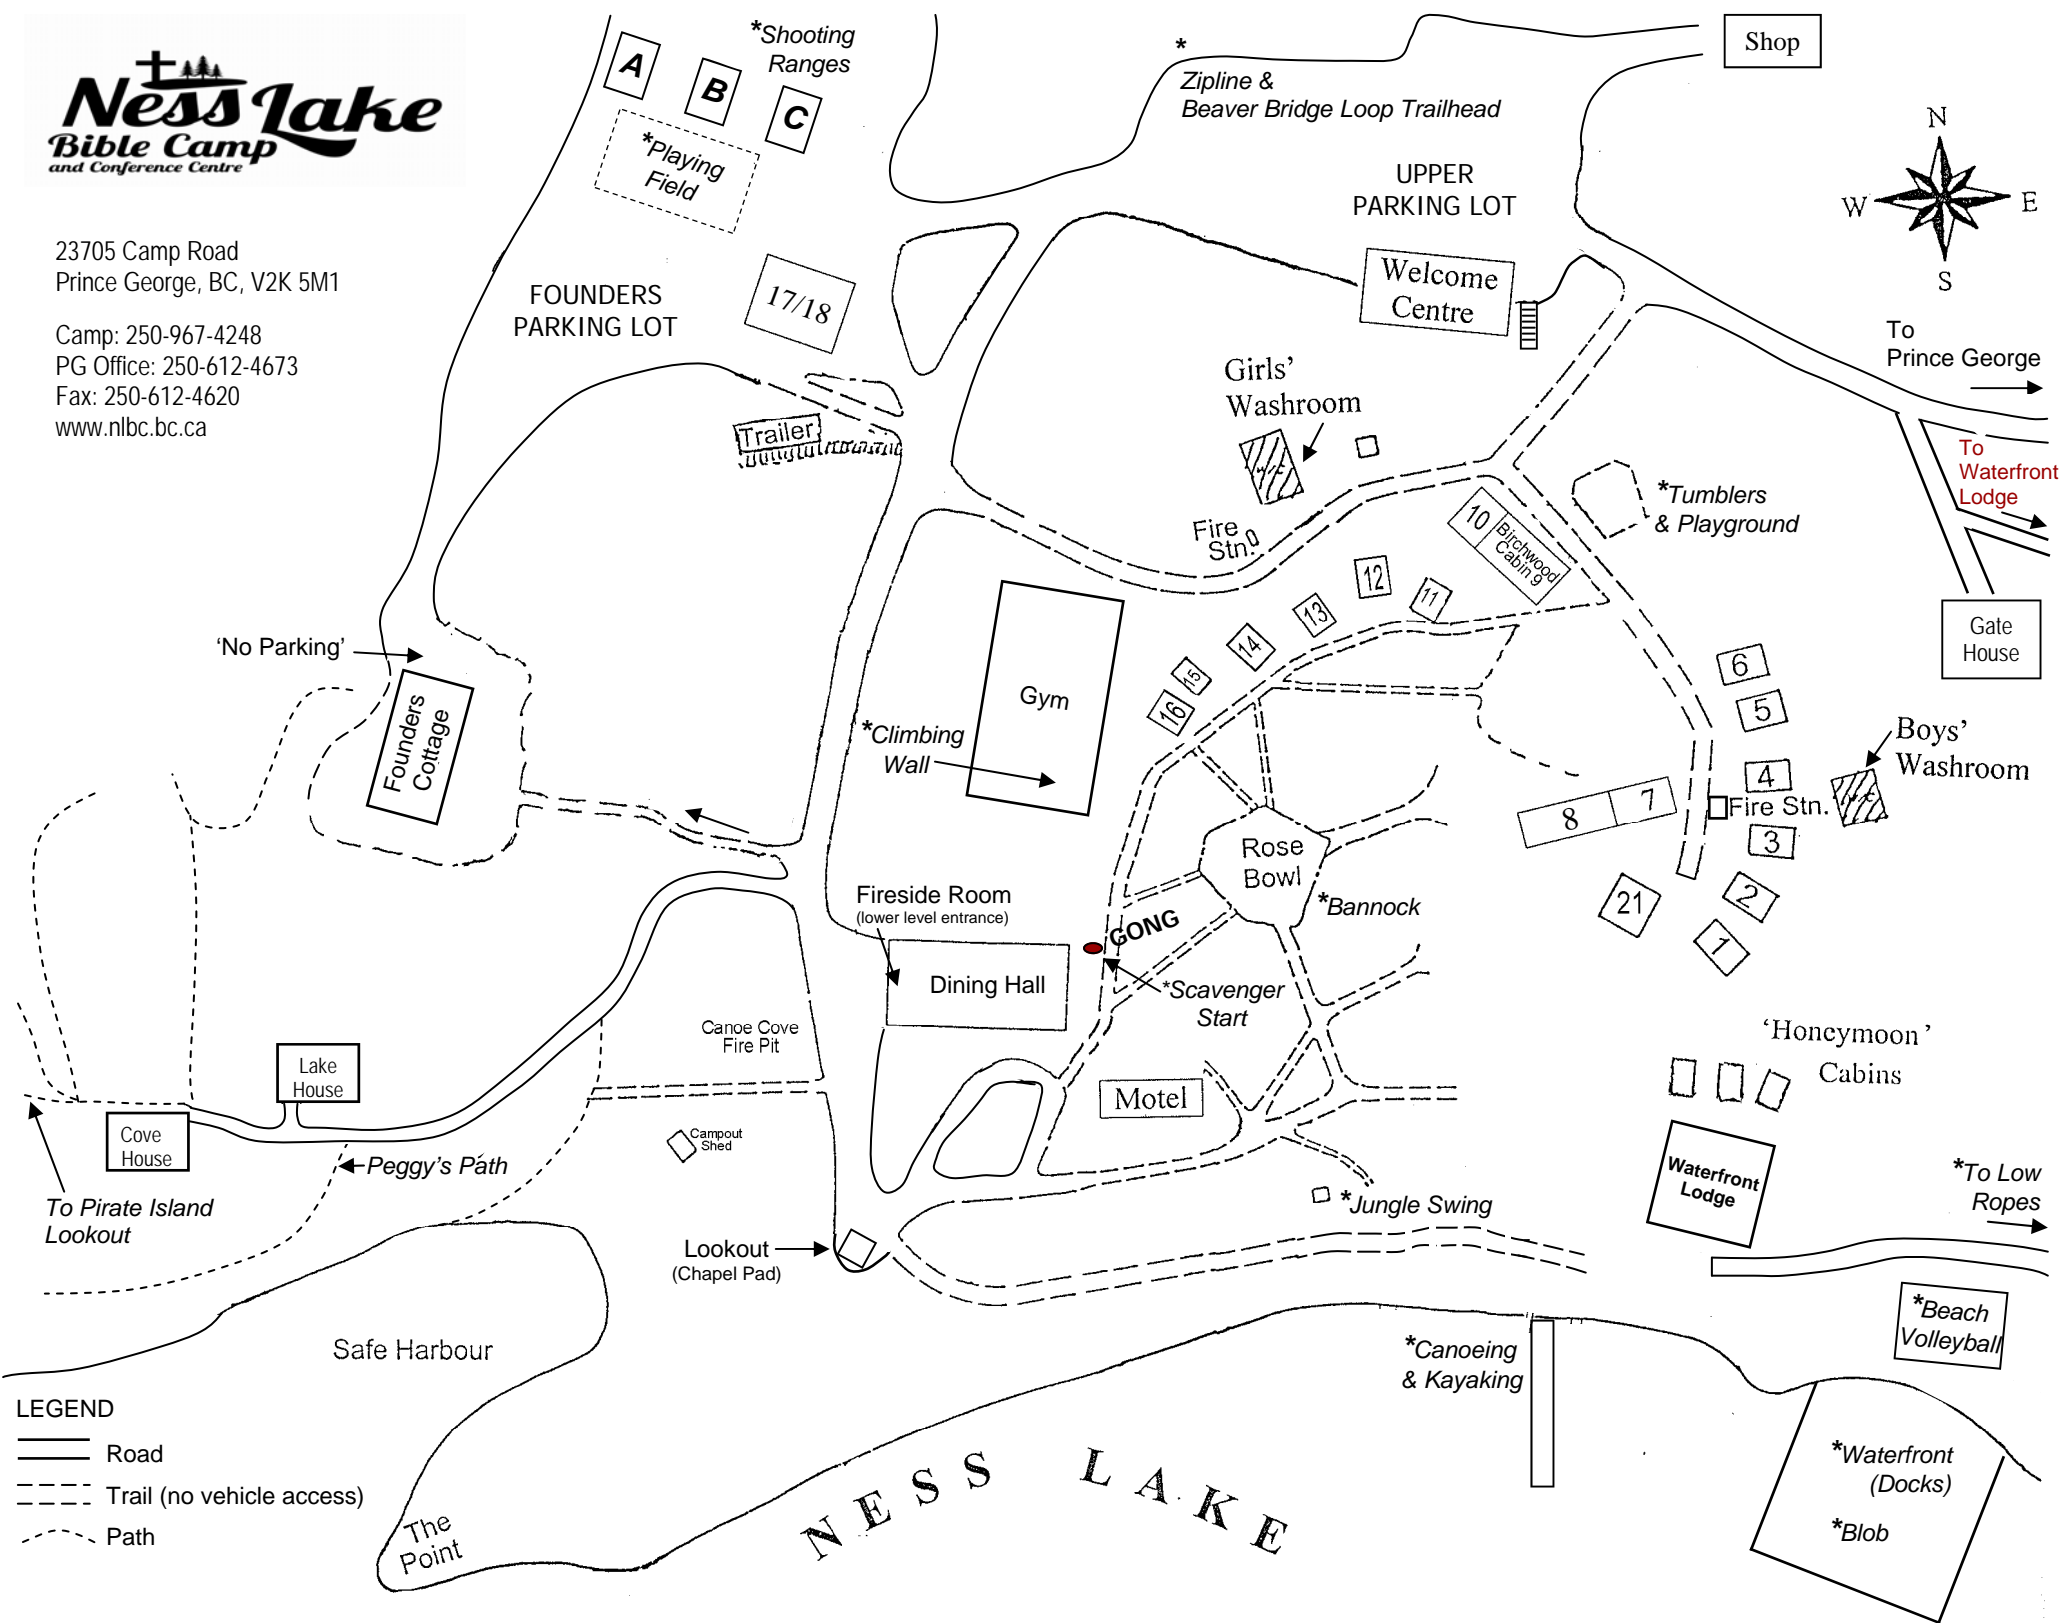 Ness Lake
Bible Camp
and Conference Centre
23705 Camp Road
Prince George, BC, V2K 5M1
Camp: 250-967-4248
PG Office: 250-612-4673
Fax: 250-612-4620
www.nlbc.bc.ca
A
B
C
*Shooting
Ranges
*Playing
Field
*
Zipline &
Beaver Bridge Loop Trailhead
Shop
N
W
E
S
UPPER
PARKING LOT
FOUNDERS
PARKING LOT
17/18
Welcome
Centre
To
Prince George
To
Waterfront
Lodge
Gate
House
Girls'
Washroom
Trailer
Fire
Stn.
10
Birchwood
Cabin 9
*Tumblers
& Playground
12
11
13
14
15
16
'No Parking'
Founders
Cottage
Gym
*Climbing
Wall
6
5
4
3
2
1
Boys'
Washroom
Fire Stn.
8
7
21
Rose
Bowl
*Bannock
Fireside Room
(lower level entrance)
Dining Hall
GONG
*Scavenger
Start
Canoe Cove
Fire Pit
Lake
House
Cove
House
Campout
Shed
Motel
'Honeymoon'
Cabins
Waterfront
Lodge
*To Low
Ropes
Peggy's Path
To Pirate Island
Lookout
*Jungle Swing
Lookout
(Chapel Pad)
*Beach
Volleyball
Safe Harbour
*Canoeing
& Kayaking
LEGEND
Road
Trail (no vehicle access)
Path
The
Point
NESS LAKE
*Waterfront
(Docks)
*Blob